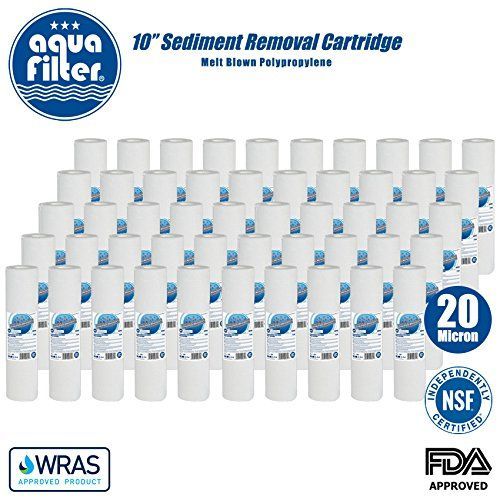 ★★★
aqua
filter®
10" Sediment Removal Cartridge
Melt Blown Polypropylene
20
Micron
INDEPENDENTLY
NSF®
CERTIFIED
WRAS
APPROVED PRODUCT
FDA
APPROVED